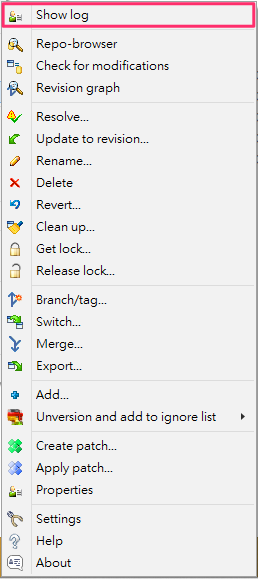 Show log
Repo-browser
Check for modifications
Revision graph
Resolve...
Update to revision...
Rename...
Delete
Revert...
Clean up...
Get lock...
Release lock...
Branch/tag...
Switch...
Merge...
Export...
Add...
Unversion and add to ignore list
Create patch...
Apply patch...
Properties
Settings
Help
About